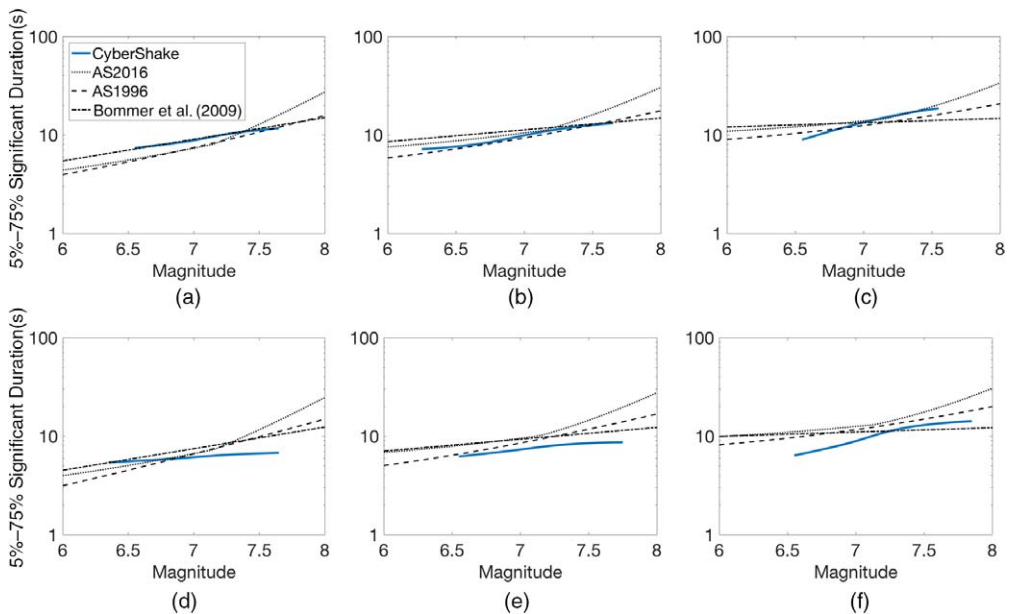 100
10
1
6
6.5
7
7.5
8
5%–75% Significant Duration(s)
Magnitude
(a)
CyberShake
AS2016
AS1996
Bommer et al. (2009)
100
10
1
6
6.5
7
7.5
8
Magnitude
(b)
100
10
1
6
6.5
7
7.5
8
Magnitude
(c)
100
10
1
6
6.5
7
7.5
8
5%–75% Significant Duration(s)
Magnitude
(d)
100
10
1
6
6.5
7
7.5
8
Magnitude
(e)
100
10
1
6
6.5
7
7.5
8
Magnitude
(f)